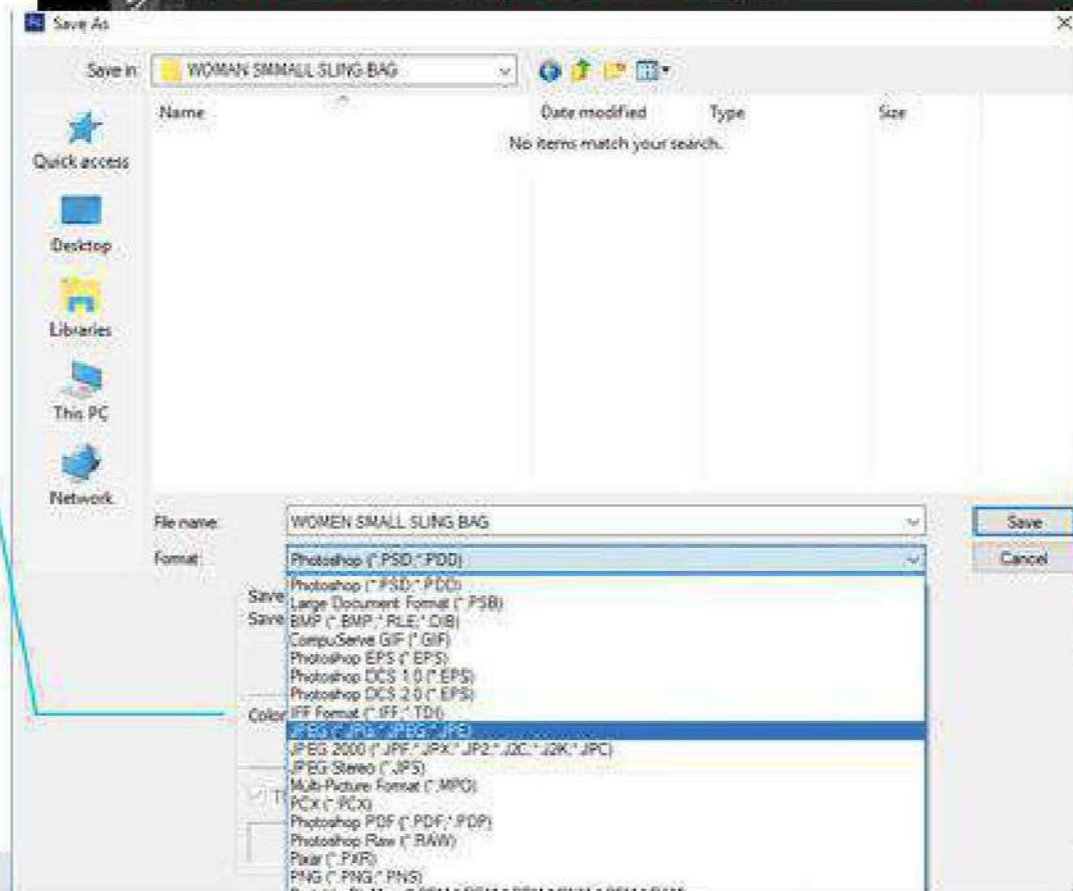 Save As
Save in: WOMAN SMMALL SLING BAG
Name Date modified Type Size
No items match your search.
Quick access
Desktop
Libraries
This PC
Network
File name: WOMEN SMALL SLING BAG Save
Format: Photoshop (*.PSD;*.PDD) Cancel
Photoshop (*.PSD;*.PDD)
Save Large Document Format (*.PSB)
Save BMP (*.BMP;*.RLE;*.DIB)
CompuServe GIF (*.GIF)
Photoshop EPS (*.EPS)
Photoshop DCS 1.0 (*.EPS)
Photoshop DCS 2.0 (*.EPS)
Color IFF Format (*.IFF;*.TDI)
JPEG (*.JPG;*.JPEG;*.JPE)
JPEG 2000 (*.JPF;*.JPX;*.JP2;*.J2C;*.J2K;*.JPC)
JPEG Stereo (*.JPS)
Multi-Picture Format (*.MPO)
PCX (*.PCX)
Photoshop PDF (*.PDF;*.PDP)
Photoshop Raw (*.RAW)
Pixar (*.PXR)
PNG (*.PNG;*.PNS)